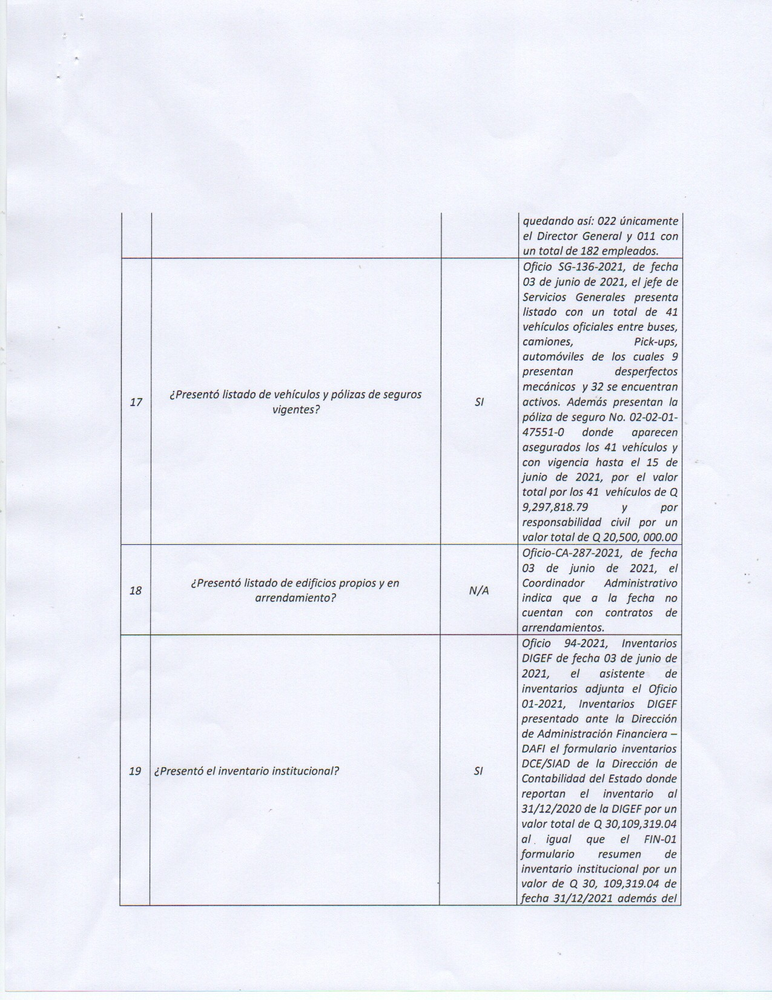 quedando así: 022 únicamente
el Director General y 011 con
un total de 182 empleados.
17
¿Presentó listado de vehículos y pólizas de seguros
vigentes?
SI
Oficio SG-136-2021, de fecha
03 de junio de 2021, el jefe de
Servicios Generales presenta
listado con un total de 41
vehículos oficiales entre buses,
camiones, Pick-ups,
automóviles de los cuales 9
presentan desperfectos
mecánicos y 32 se encuentran
activos. Además presentan la
póliza de seguro No. 02-02-01-
47551-0 donde aparecen
asegurados los 41 vehículos y
con vigencia hasta el 15 de
junio de 2021, por el valor
total por los 41 vehículos de Q
9,297,818.79 y por
responsabilidad civil por un
valor total de Q 20,500, 000.00
18
¿Presentó listado de edificios propios y en
arrendamiento?
N/A
Oficio-CA-287-2021, de fecha
03 de junio de 2021, el
Coordinador Administrativo
indica que a la fecha no
cuentan con contratos de
arrendamientos.
19
¿Presentó el inventario institucional?
SI
Oficio 94-2021, Inventarios
DIGEF de fecha 03 de junio de
2021, el asistente de
inventarios adjunta el Oficio
01-2021, Inventarios DIGEF
presentado ante la Dirección
de Administración Financiera –
DAFI el formulario inventarios
DCE/SIAD de la Dirección de
Contabilidad del Estado donde
reportan el inventario al
31/12/2020 de la DIGEF por un
valor total de Q 30,109,319.04
al igual que el FIN-01
formulario resumen de
inventario institucional por un
valor de Q 30, 109,319.04 de
fecha 31/12/2021 además del